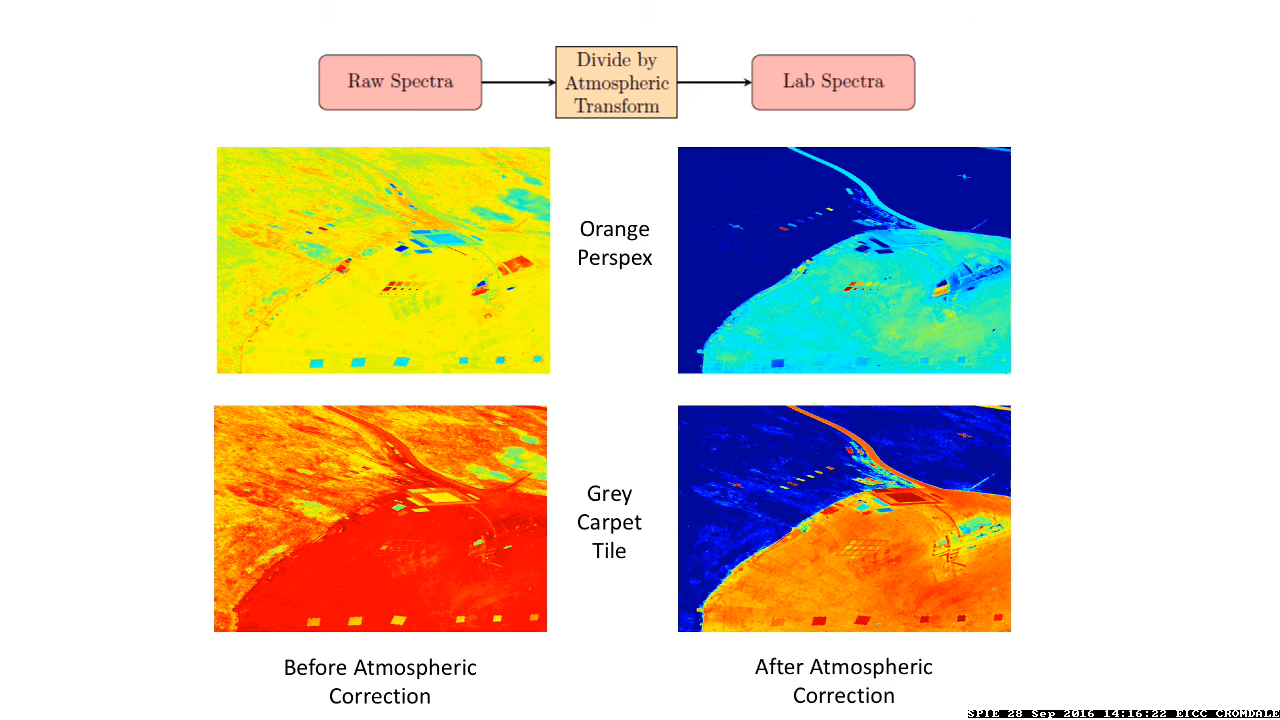 Raw Spectra
Divide by
Atmospheric
Transform
Lab Spectra
Orange
Perspex
Grey
Carpet
Tile
Before Atmospheric
Correction
After Atmospheric
Correction
SPIE 28 Sep 2016 14:16:22 EICC CROMDALE